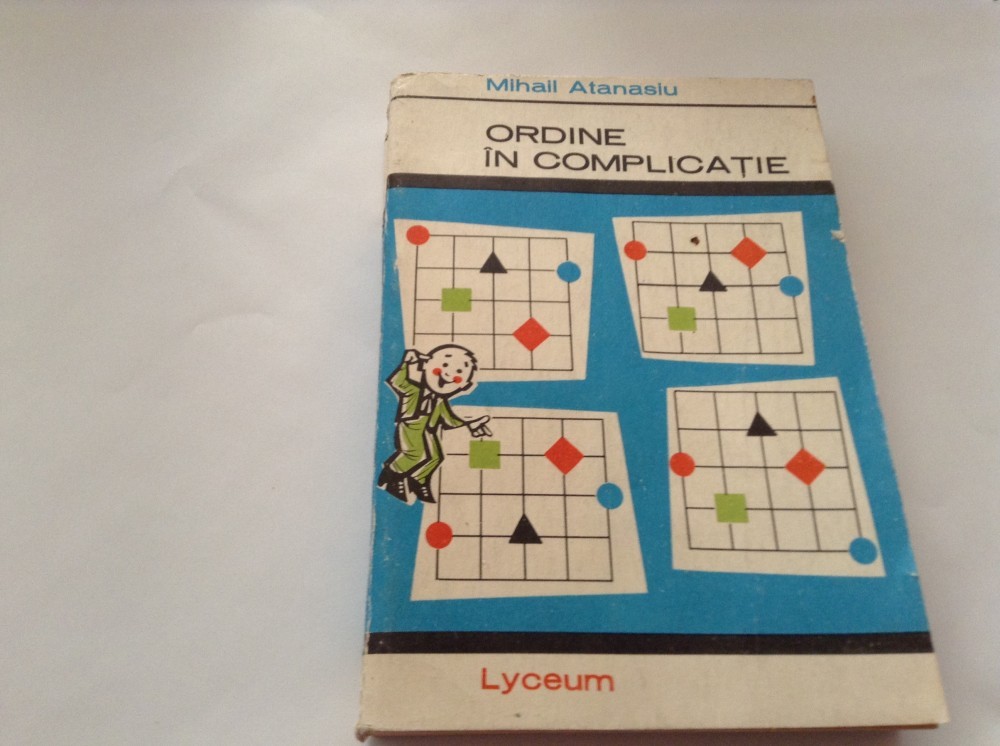 Mihail Atanasiu
ORDINE
ÎN COMPLICAȚIE
Lyceum